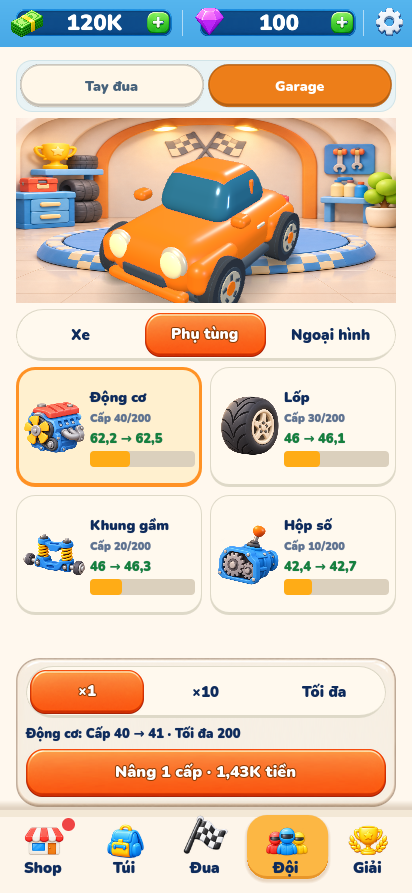 120K
100
Tay đua
Garage
Xe
Phụ tùng
Ngoại hình
Động cơ
Cấp 40/200
62,2 → 62,5
Lốp
Cấp 30/200
46 → 46,1
Khung gầm
Cấp 20/200
46 → 46,3
Hộp số
Cấp 10/200
42,4 → 42,7
×1
×10
Tối đa
Động cơ: Cấp 40 → 41 · Tối đa 200
Nâng 1 cấp · 1,43K tiền
Shop
Túi
Đua
Đội
Giải